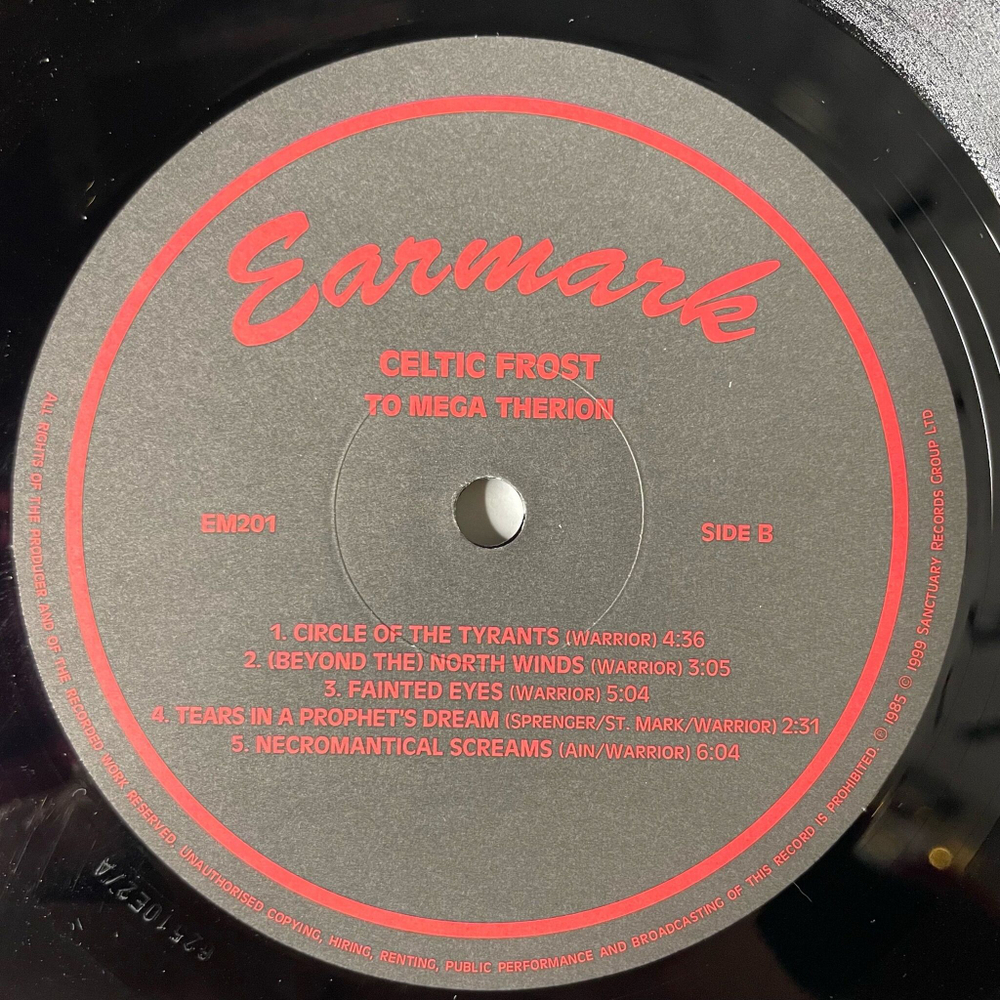 Earmark
CELTIC FROST
TO MEGA THERION
EM201
SIDE B
1. CIRCLE OF THE TYRANTS (WARRIOR) 4:36
2. (BEYOND THE) NORTH WINDS (WARRIOR) 3:05
3. FAINTED EYES (WARRIOR) 5:04
4. TEARS IN A PROPHET'S DREAM (SPRENGER/ST. MARK/WARRIOR) 2:31
5. NECROMANTICAL SCREAMS (AIN/WARRIOR) 6:04
ALL RIGHTS OF THE PRODUCER AND OF THE RECORDED WORK RESERVED. UNAUTHORISED COPYING, HIRING, RENTING, PUBLIC PERFORMANCE AND BROADCASTING OF THIS RECORD IS PROHIBITED. ℗ 1985 © 1999 SANCTUARY RECORDS GROUP LTD